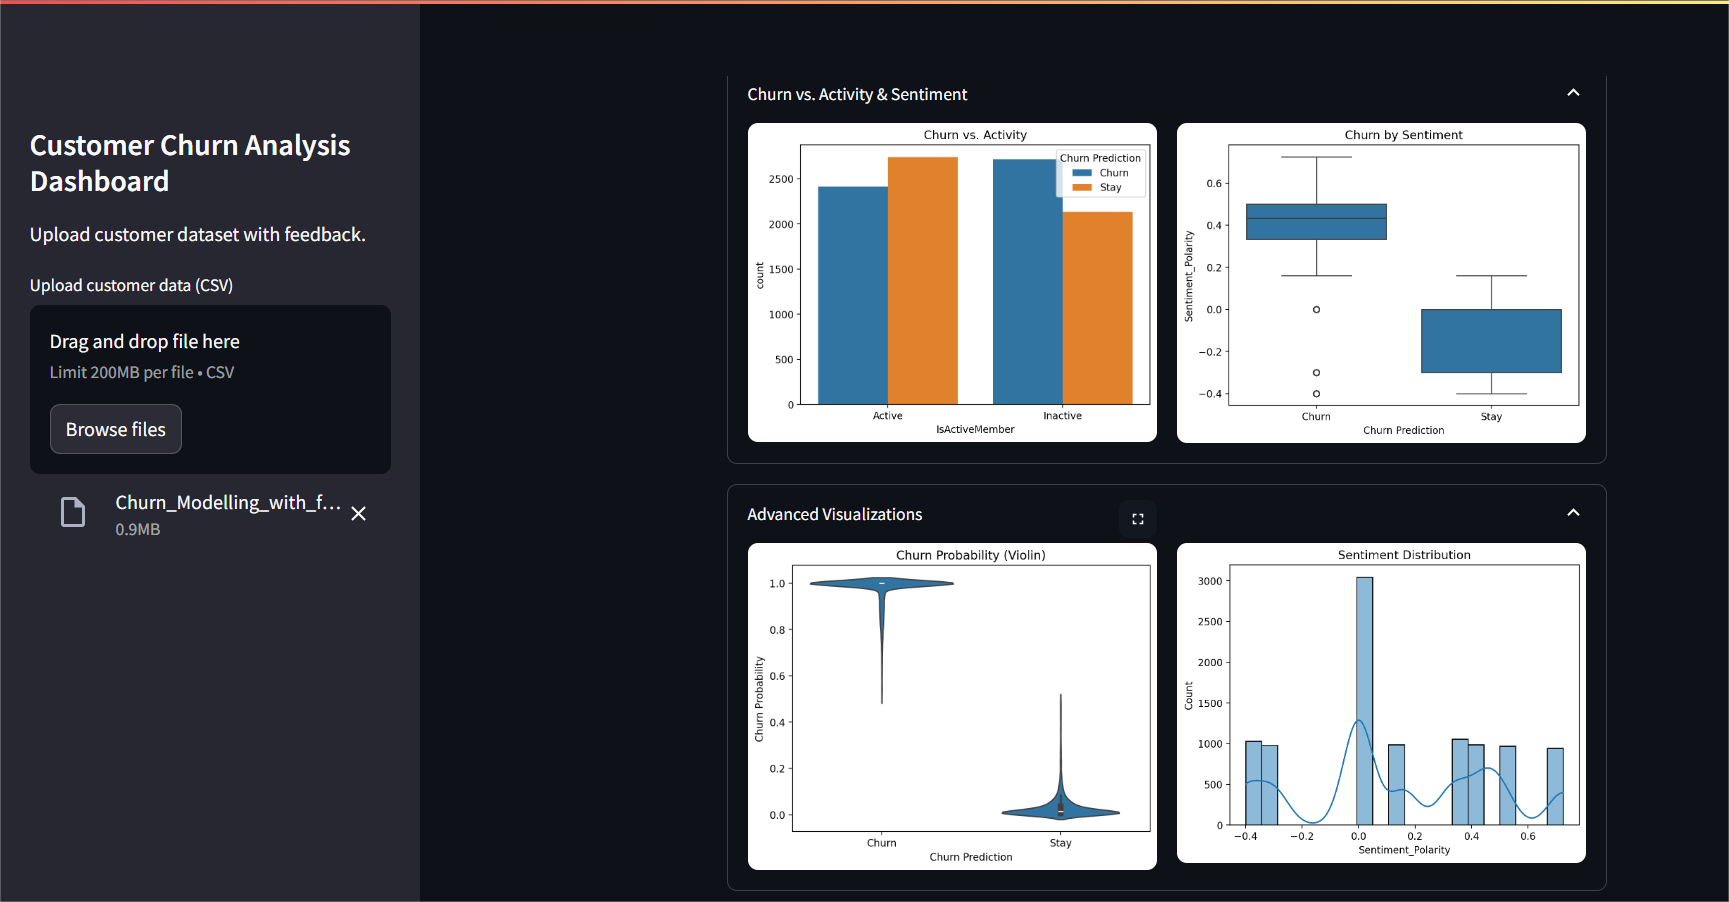 Customer Churn Analysis
Dashboard
Upload customer dataset with feedback.
Upload customer data (CSV)
Drag and drop file here
Limit 200MB per file • CSV
Browse files
Churn_Modelling_with_f...
0.9MB
Churn vs. Activity & Sentiment
Churn vs. Activity
Churn Prediction
Churn
Stay
2500
2000
1500
1000
500
0
count
Active Inactive
IsActiveMember
Churn by Sentiment
0.6
0.4
0.2
0.0
−0.2
−0.4
Sentiment_Polarity
Churn Stay
Churn Prediction
Advanced Visualizations
Churn Probability (Violin)
1.0
0.8
0.6
0.4
0.2
0.0
Churn Probability
Churn Stay
Churn Prediction
Sentiment Distribution
3000
2500
2000
1500
1000
500
0
Count
−0.4 −0.2 0.0 0.2 0.4 0.6
Sentiment_Polarity